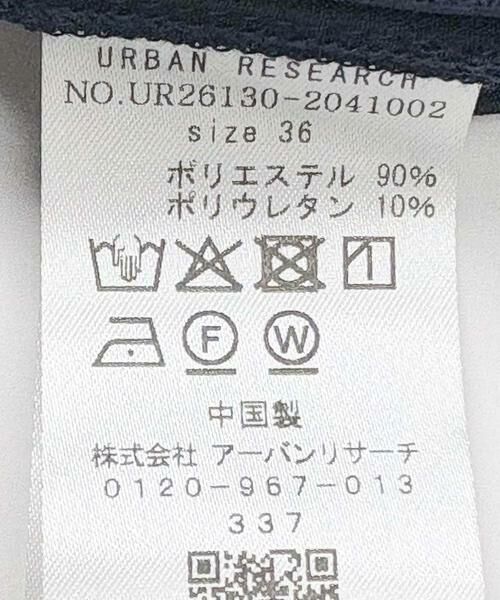 URBAN RESEARCH
NO.UR26130-2041002
size 36
ポリエステル 90%
ポリウレタン 10%
F W
中国製
株式会社 アーバンリサーチ
0120-967-013
337